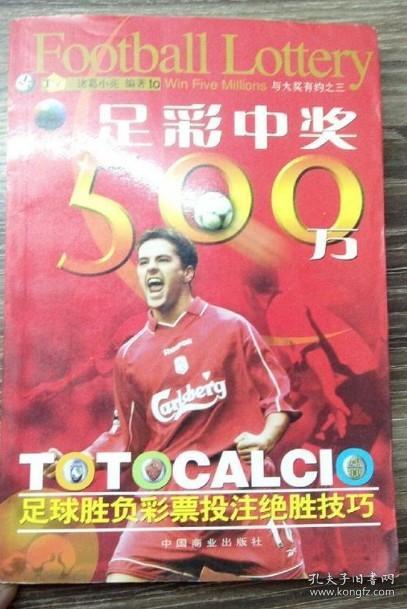 Football Lottery
诸葛小亮 编著 to Win Five Millions 与大奖有约之三
足彩中奖
500
万
Carlsberg
TOTOCALCIO
足球胜负彩票投注绝胜技巧
中国商业出版社
孔夫子旧书网
www.kongfz.com